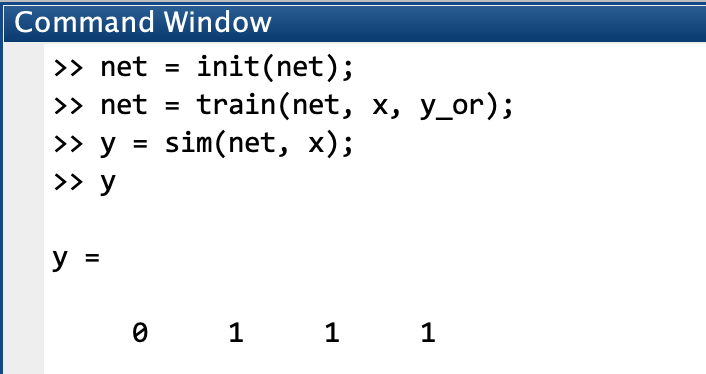 Command Window
>> net = init(net);
>> net = train(net, x, y_or);
>> y = sim(net, x);
>> y
y =
0 1 1 1